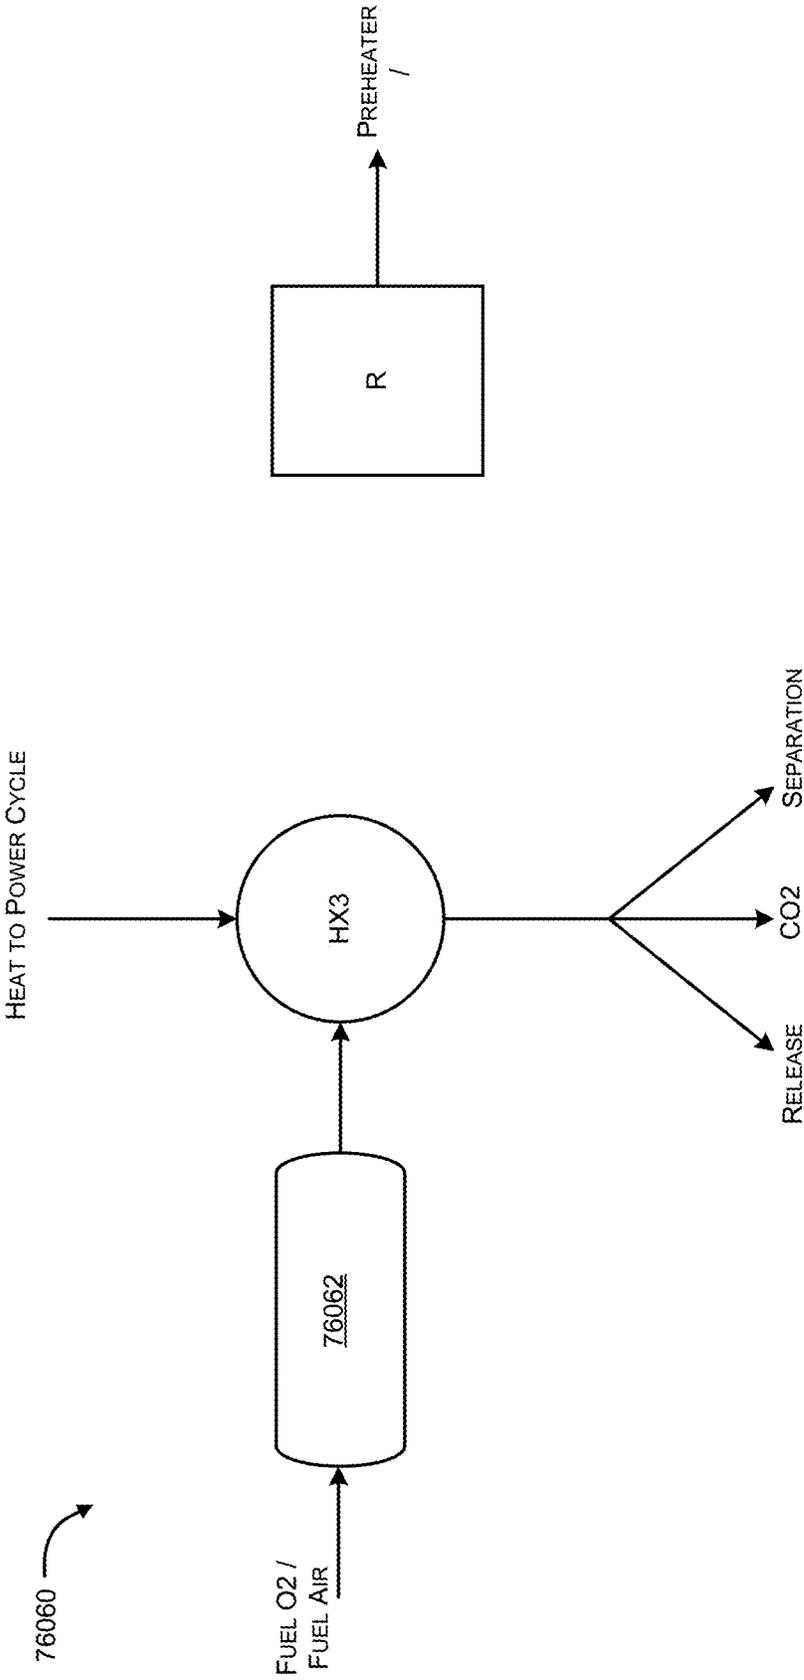 76060
FUEL O2 /
FUEL AIR
76062
HEAT TO POWER CYCLE
HX3
RELEASE
CO2
SEPARATION
R
PREHEATER
/